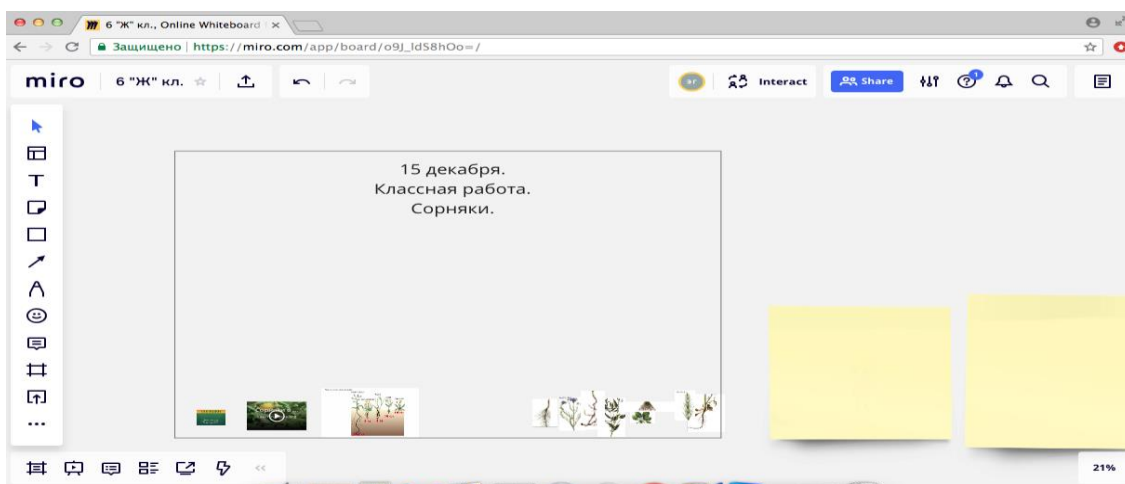 6 "Ж" кл., Online Whiteboard
Защищено | https://miro.com/app/board/o9J_ldS8hOo=/
miro 6 "Ж" кл. Interact Share 1
15 декабря.
Классная работа.
Сорняки.
21%